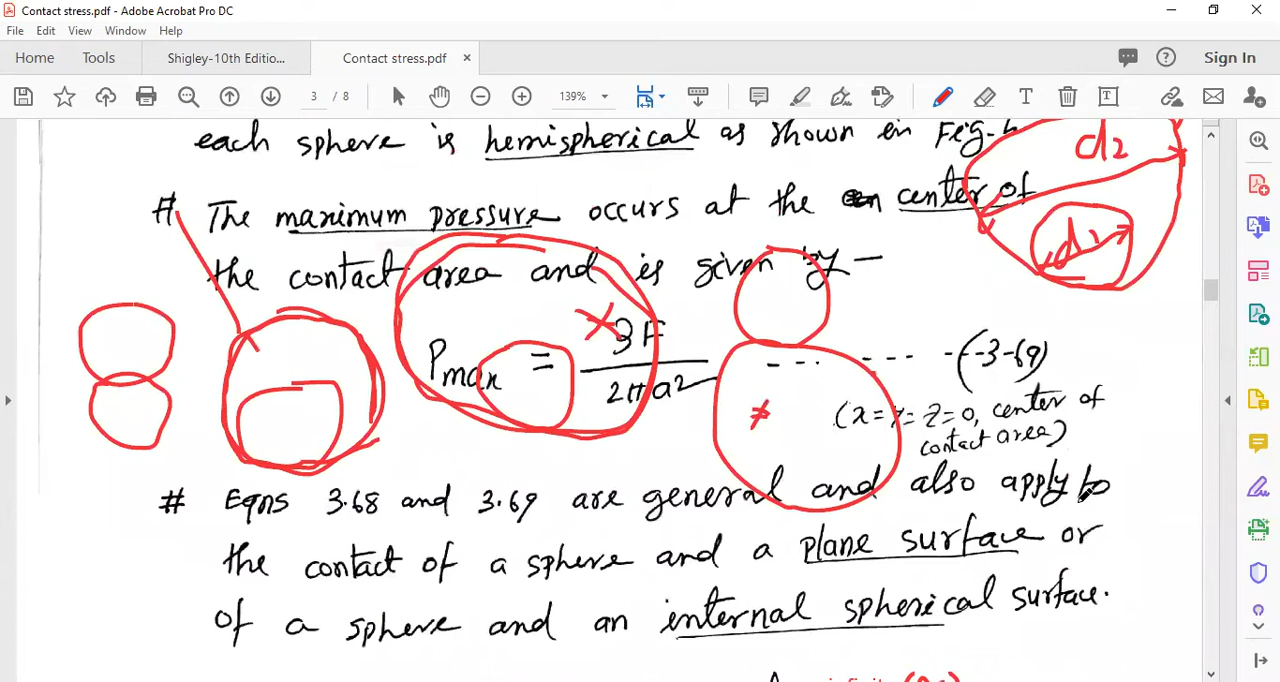 Contact stress.pdf - Adobe Acrobat Pro DC
File Edit View Window Help
Home Tools Shigley-10th Editio... Contact stress.pdf × Sign In
3 / 8 139%
each sphere is hemispherical as shown in Fig-
d2
# The maximum pressure occurs at the center of
d1
the contact area and is given by —
Pmax = 3F / 2πa² --- --- - (-3-69)
(x = y = z = 0, center of
contact area)
# Eqns 3.68 and 3.69 are general and also apply to
the contact of a sphere and a plane surface or
of a sphere and an internal spherical surface.